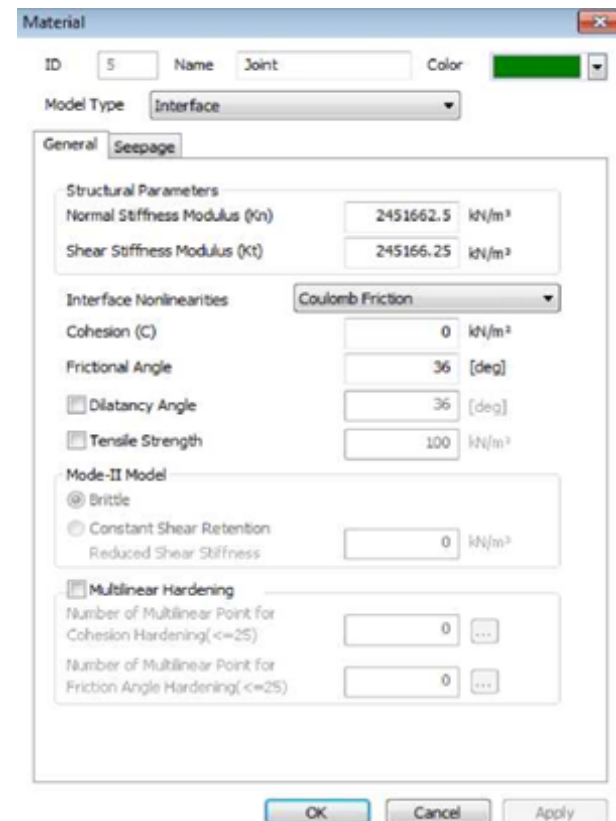 Material
ID 5 Name Joint Color
Model Type Interface
General Seepage
Structural Parameters
Normal Stiffness Modulus (Kn) 2451662.5 kN/m³
Shear Stiffness Modulus (Kt) 245166.25 kN/m³
Interface Nonlinearities Coulomb Friction
Cohesion (C) 0 kN/m²
Frictional Angle 36 [deg]
Dilatancy Angle 36 [deg]
Tensile Strength 100 kN/m²
Mode-II Model
Brittle
Constant Shear Retention
Reduced Shear Stiffness 0 kN/m³
Multilinear Hardening
Number of Multilinear Point for
Cohesion Hardening(<=25) 0 ...
Number of Multilinear Point for
Friction Angle Hardening(<=25) 0 ...
OK Cancel Apply